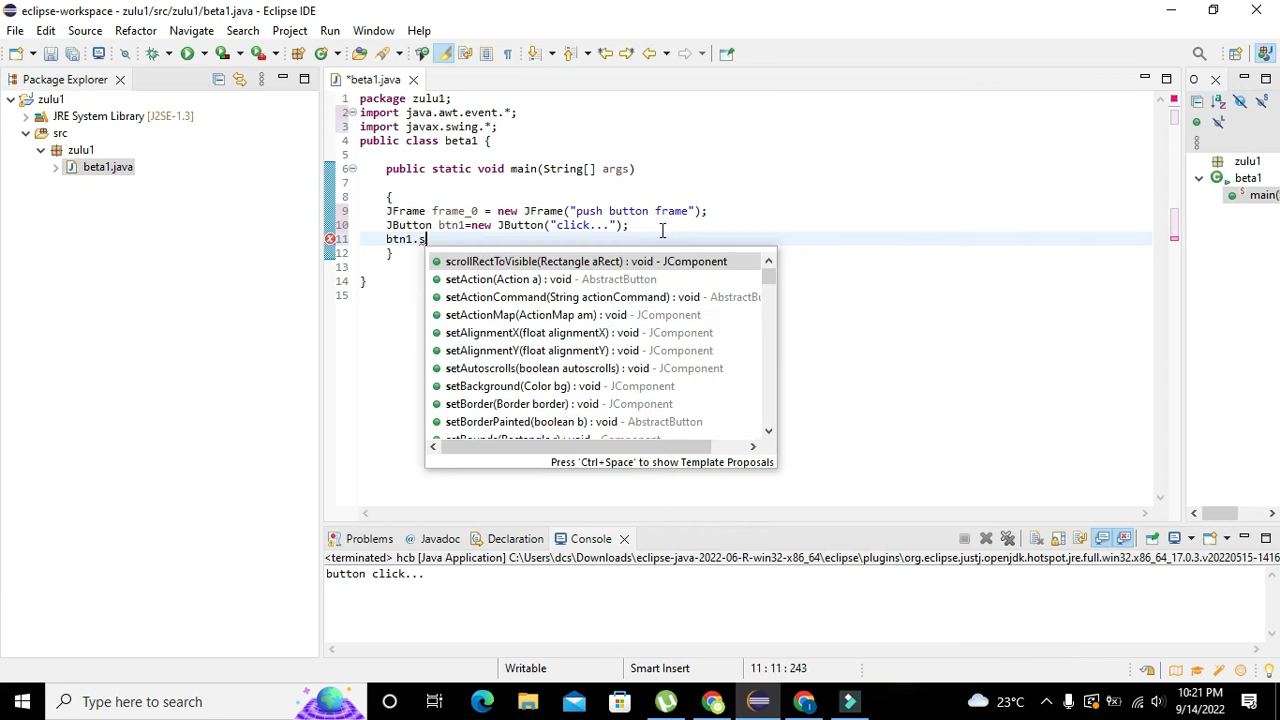 eclipse-workspace - zulu1/src/zulu1/beta1.java - Eclipse IDE
File Edit Source Refactor Navigate Search Project Run Window Help
Package Explorer
*beta1.java
O
zulu1
JRE System Library [J2SE-1.3]
src
zulu1
beta1.java
1 package zulu1;
2 import java.awt.event.*;
3 import javax.swing.*;
4 public class beta1 {
5
6 public static void main(String[] args)
7
8 {
9 JFrame frame_0 = new JFrame("push button frame");
10 JButton btn1=new JButton("click...");
11 btn1.s
12 }
13
14 }
15
scrollRectToVisible(Rectangle aRect) : void - JComponent
setAction(Action a) : void - AbstractButton
setActionCommand(String actionCommand) : void - AbstractBu
setActionMap(ActionMap am) : void - JComponent
setAlignmentX(float alignmentX) : void - JComponent
setAlignmentY(float alignmentY) : void - JComponent
setAutoscrolls(boolean autoscrolls) : void - JComponent
setBackground(Color bg) : void - JComponent
setBorder(Border border) : void - JComponent
setBorderPainted(boolean b) : void - AbstractButton
Press 'Ctrl+Space' to show Template Proposals
zulu1
beta1
main(
Problems Javadoc Declaration Console
<terminated> hcb [Java Application] C:\Users\dcs\Downloads\eclipse-java-2022-06-R-win32-x86_64\eclipse\plugins\org.eclipse.justj.openjdk.hotspot.jre.full.win32.x86_64_17.0.3.v20220515-1416
button click...
Writable Smart Insert 11 : 11 : 243
Type here to search
23°C
10:21 PM
9/14/2022